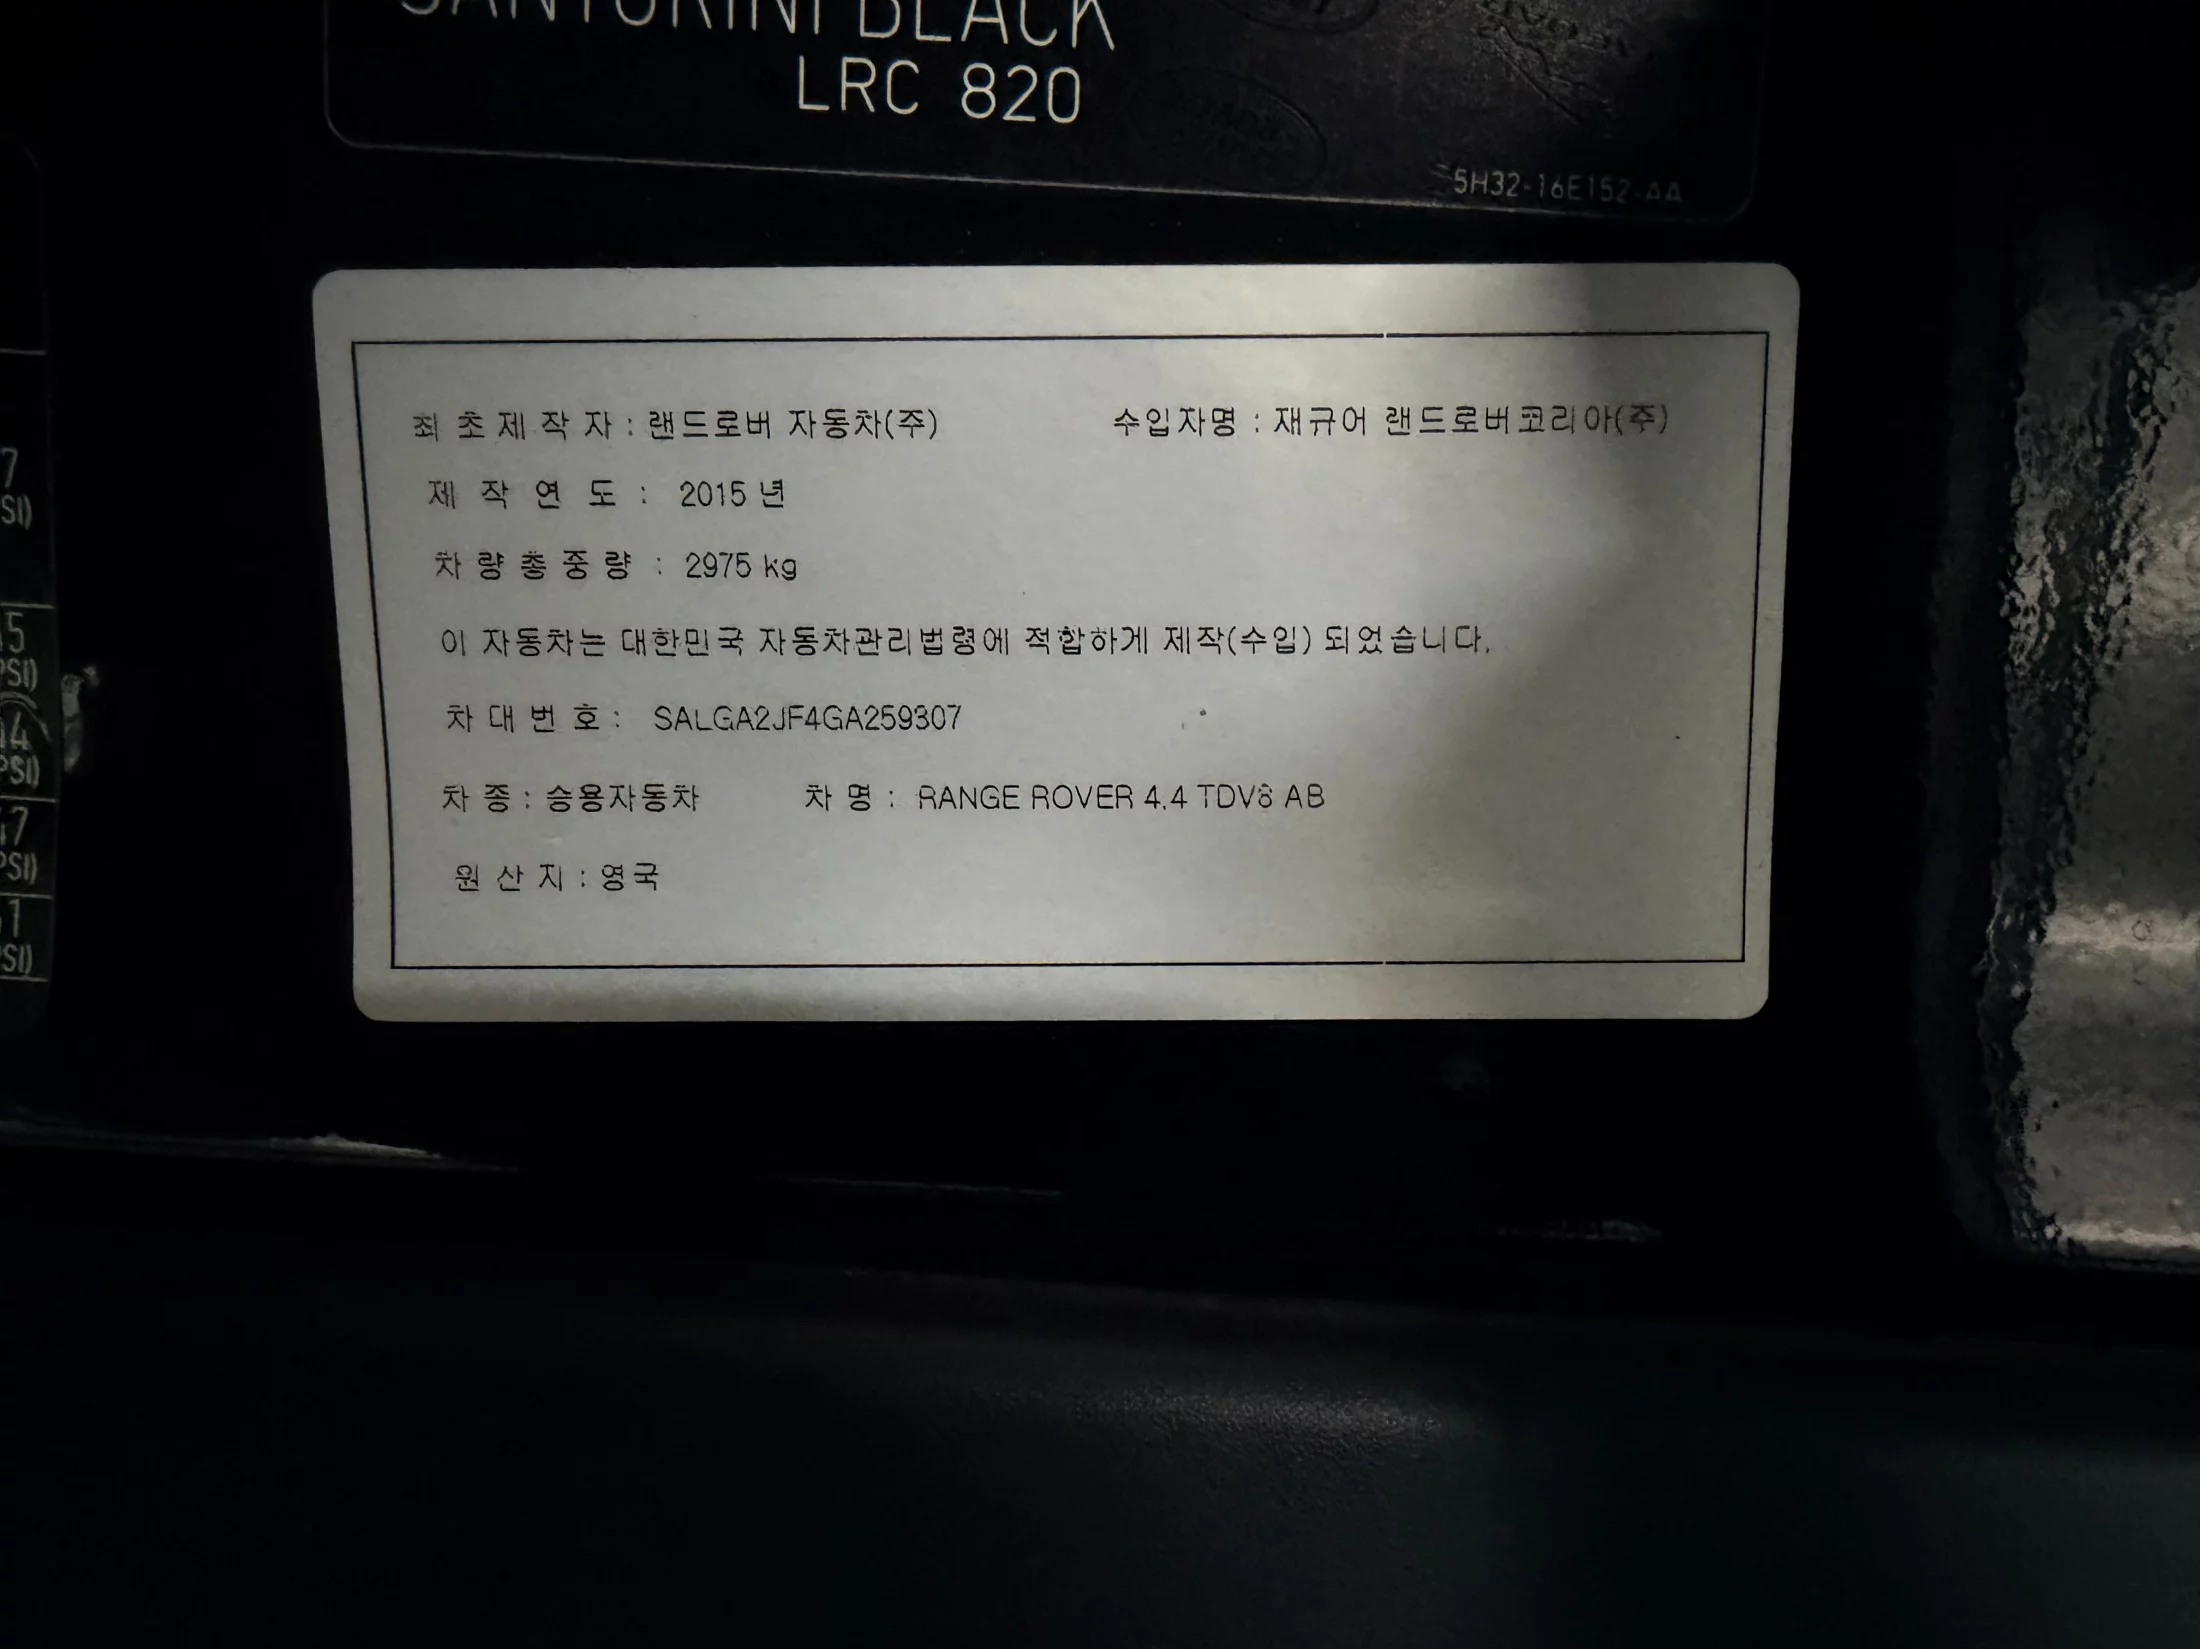 SANTORINI BLACK
LRC 820
5H32-16E152-AA
최초제작자 : 랜드로버 자동차(주) 수입자명 : 재규어 랜드로버코리아(주)
제작연도 : 2015 년
차량총중량 : 2975 kg
이 자동차는 대한민국 자동차관리법령에 적합하게 제작(수입) 되었습니다.
차대번호 : SALGA2JF4GA259307
차종 : 승용자동차 차명 : RANGE ROVER 4.4 TDV8 AB
원산지 : 영국